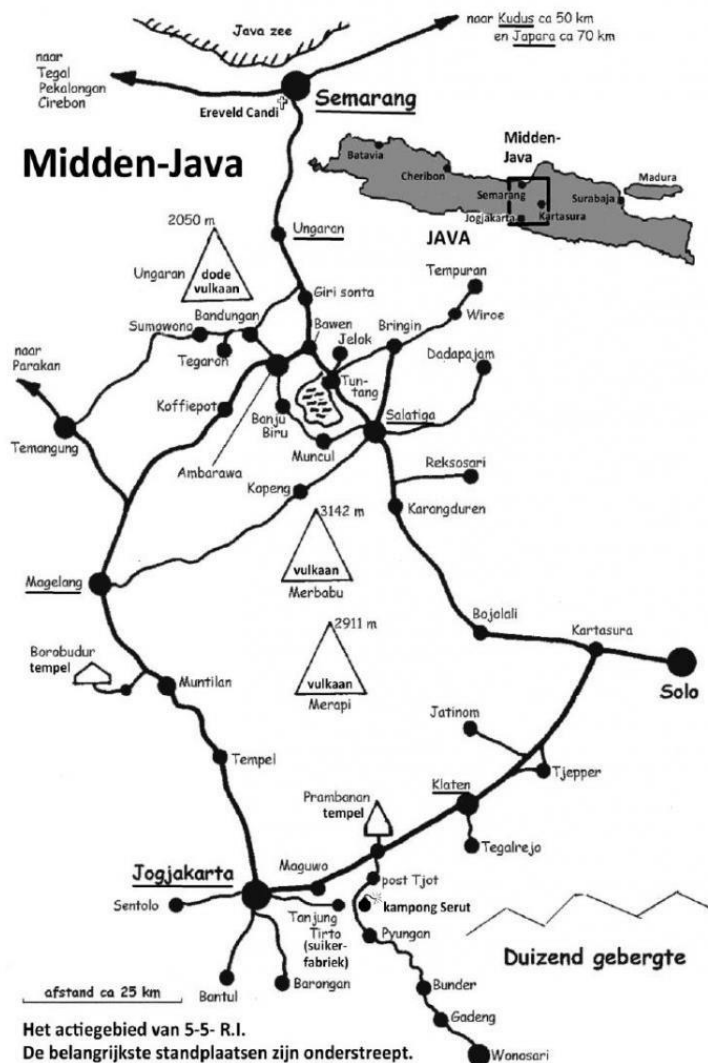 Java zee
naar Kudus ca 50 km
en Japara ca 70 km
naar
Tegal
Pekalongan
Cirebon
Semarang
Ereveld Candi
Midden-Java
Midden-
Java
Batavia
Cheribon
Semarang
Jogjakarta
Kartasura
Surabaja
Madura
JAVA
2050 m
Ungaran
dode
vulkaan
Ungaran
Giri sonta
Tempuran
Sumowono
Bandungan
Bawen
Jelok
Bringin
Wiroe
Tegaron
Dadapajam
naar
Parakan
Koffiepot
Tun-
tang
Banju
Biru
Salatiga
Temangung
Muncul
Ambarawa
Reksosari
Kopeng
Karangduren
3142 m
vulkaan
Merbabu
Magelang
2911 m
vulkaan
Merapi
Bojolali
Kartasura
Solo
Borobudur
tempel
Muntilan
Jatinom
Tempel
Tjepper
Klaten
Prambanan
tempel
Tegalrejo
Jogjakarta
Maguwo
post Tjot
Sentolo
Tanjung
Tirto
(suiker-
fabriek)
kampong Serut
Pyungan
Duizend gebergte
Bantul
Barongan
Bunder
Gadeng
Wonosari
afstand ca 25 km
Het actiegebied van 5-5- R.I.
De belangrijkste standplaatsen zijn onderstreept.